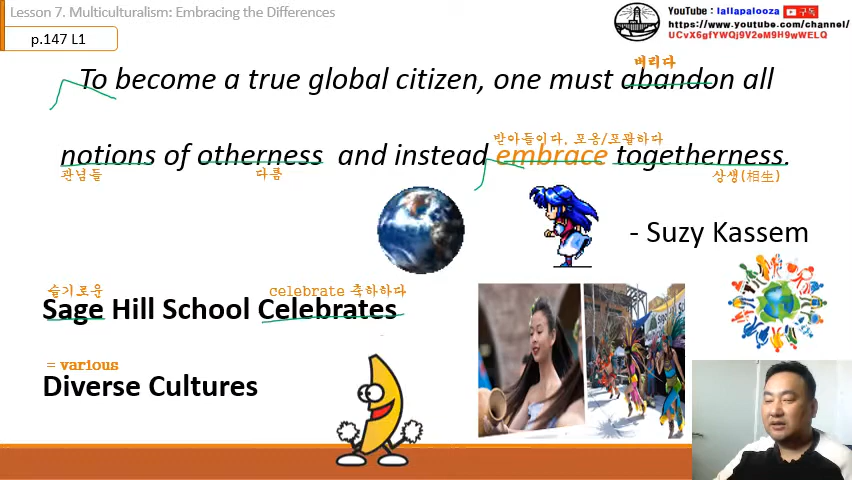 Lesson 7. Multiculturalism: Embracing the Differences
p.147 L1
YouTube : lallapalooza 구독
https://www.youtube.com/channel/
UCvX6gfYWQj9V2eM9H9wWELQ
버리다
To become a true global citizen, one must abandon all
받아들이다, 포옹/포괄하다
notions of otherness and instead embrace togetherness.
관념들 다름 상생(相生)
- Suzy Kassem
슬기로운 celebrate 축하하다
Sage Hill School Celebrates
= various
Diverse Cultures